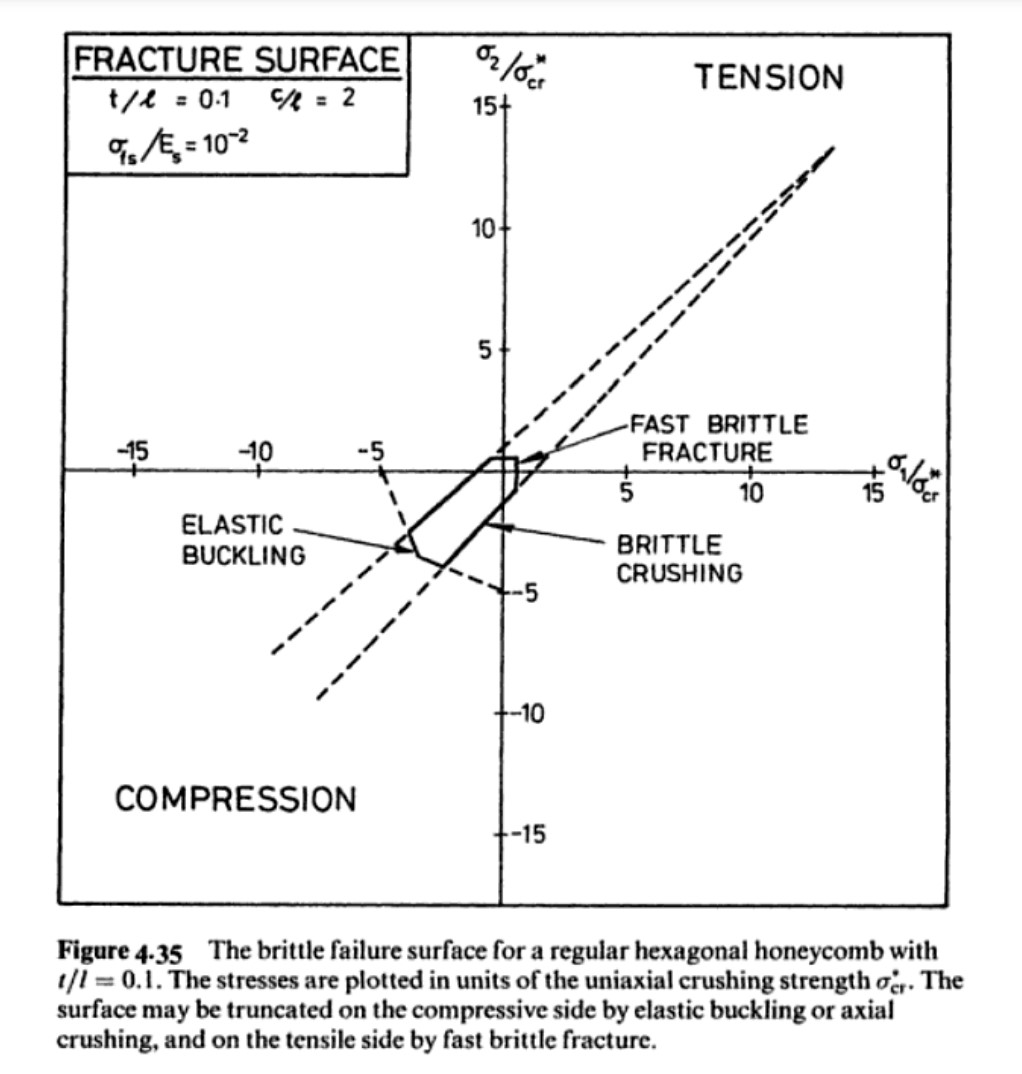 FRACTURE SURFACE
t/ℓ = 0.1 c/ℓ = 2
σfs/Es = 10⁻²
σ₂/σ*cr
TENSION
15
10
5
FAST BRITTLE
FRACTURE
-15 -10 -5
5 10 15 σ₁/σ*cr
ELASTIC
BUCKLING
BRITTLE
CRUSHING
-5
-10
COMPRESSION
-15
Figure 4.35 The brittle failure surface for a regular hexagonal honeycomb with
t/l = 0.1. The stresses are plotted in units of the uniaxial crushing strength σ*cr. The
surface may be truncated on the compressive side by elastic buckling or axial
crushing, and on the tensile side by fast brittle fracture.